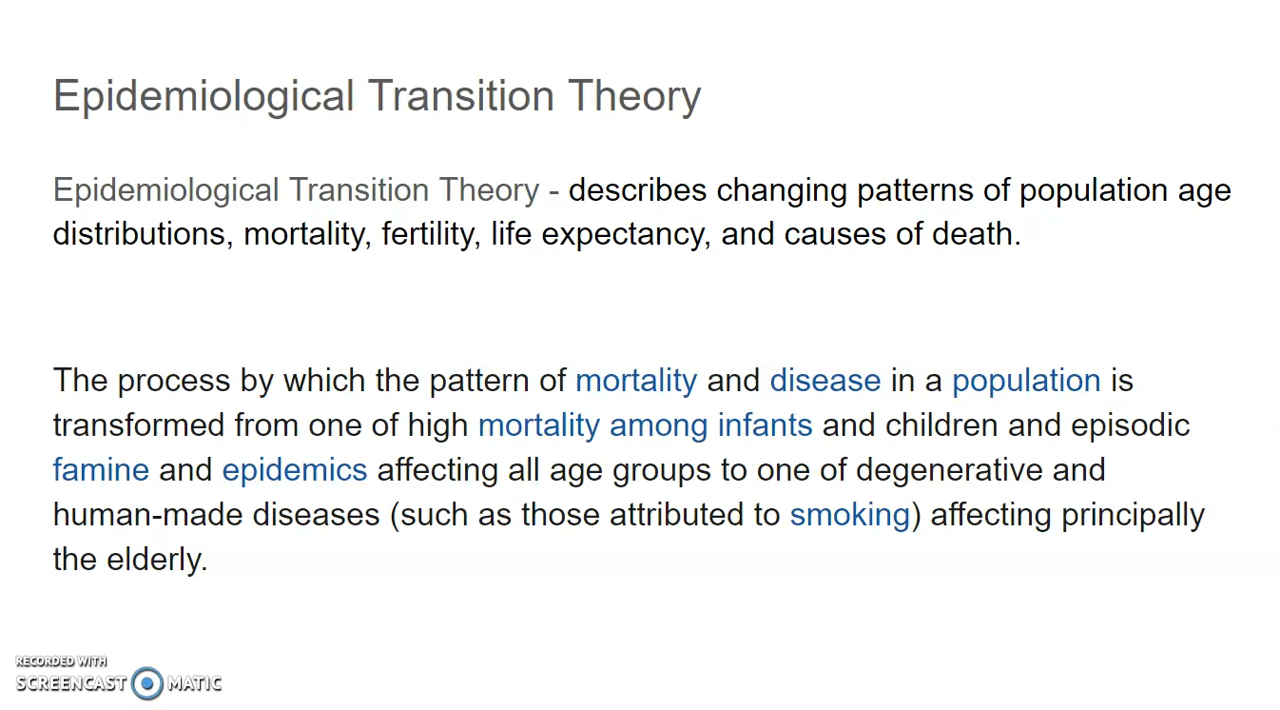 Epidemiological Transition Theory
Epidemiological Transition Theory - describes changing patterns of population age
distributions, mortality, fertility, life expectancy, and causes of death.
The process by which the pattern of mortality and disease in a population is
transformed from one of high mortality among infants and children and episodic
famine and epidemics affecting all age groups to one of degenerative and
human-made diseases (such as those attributed to smoking) affecting principally
the elderly.
RECORDED WITH
SCREENCAST MATIC